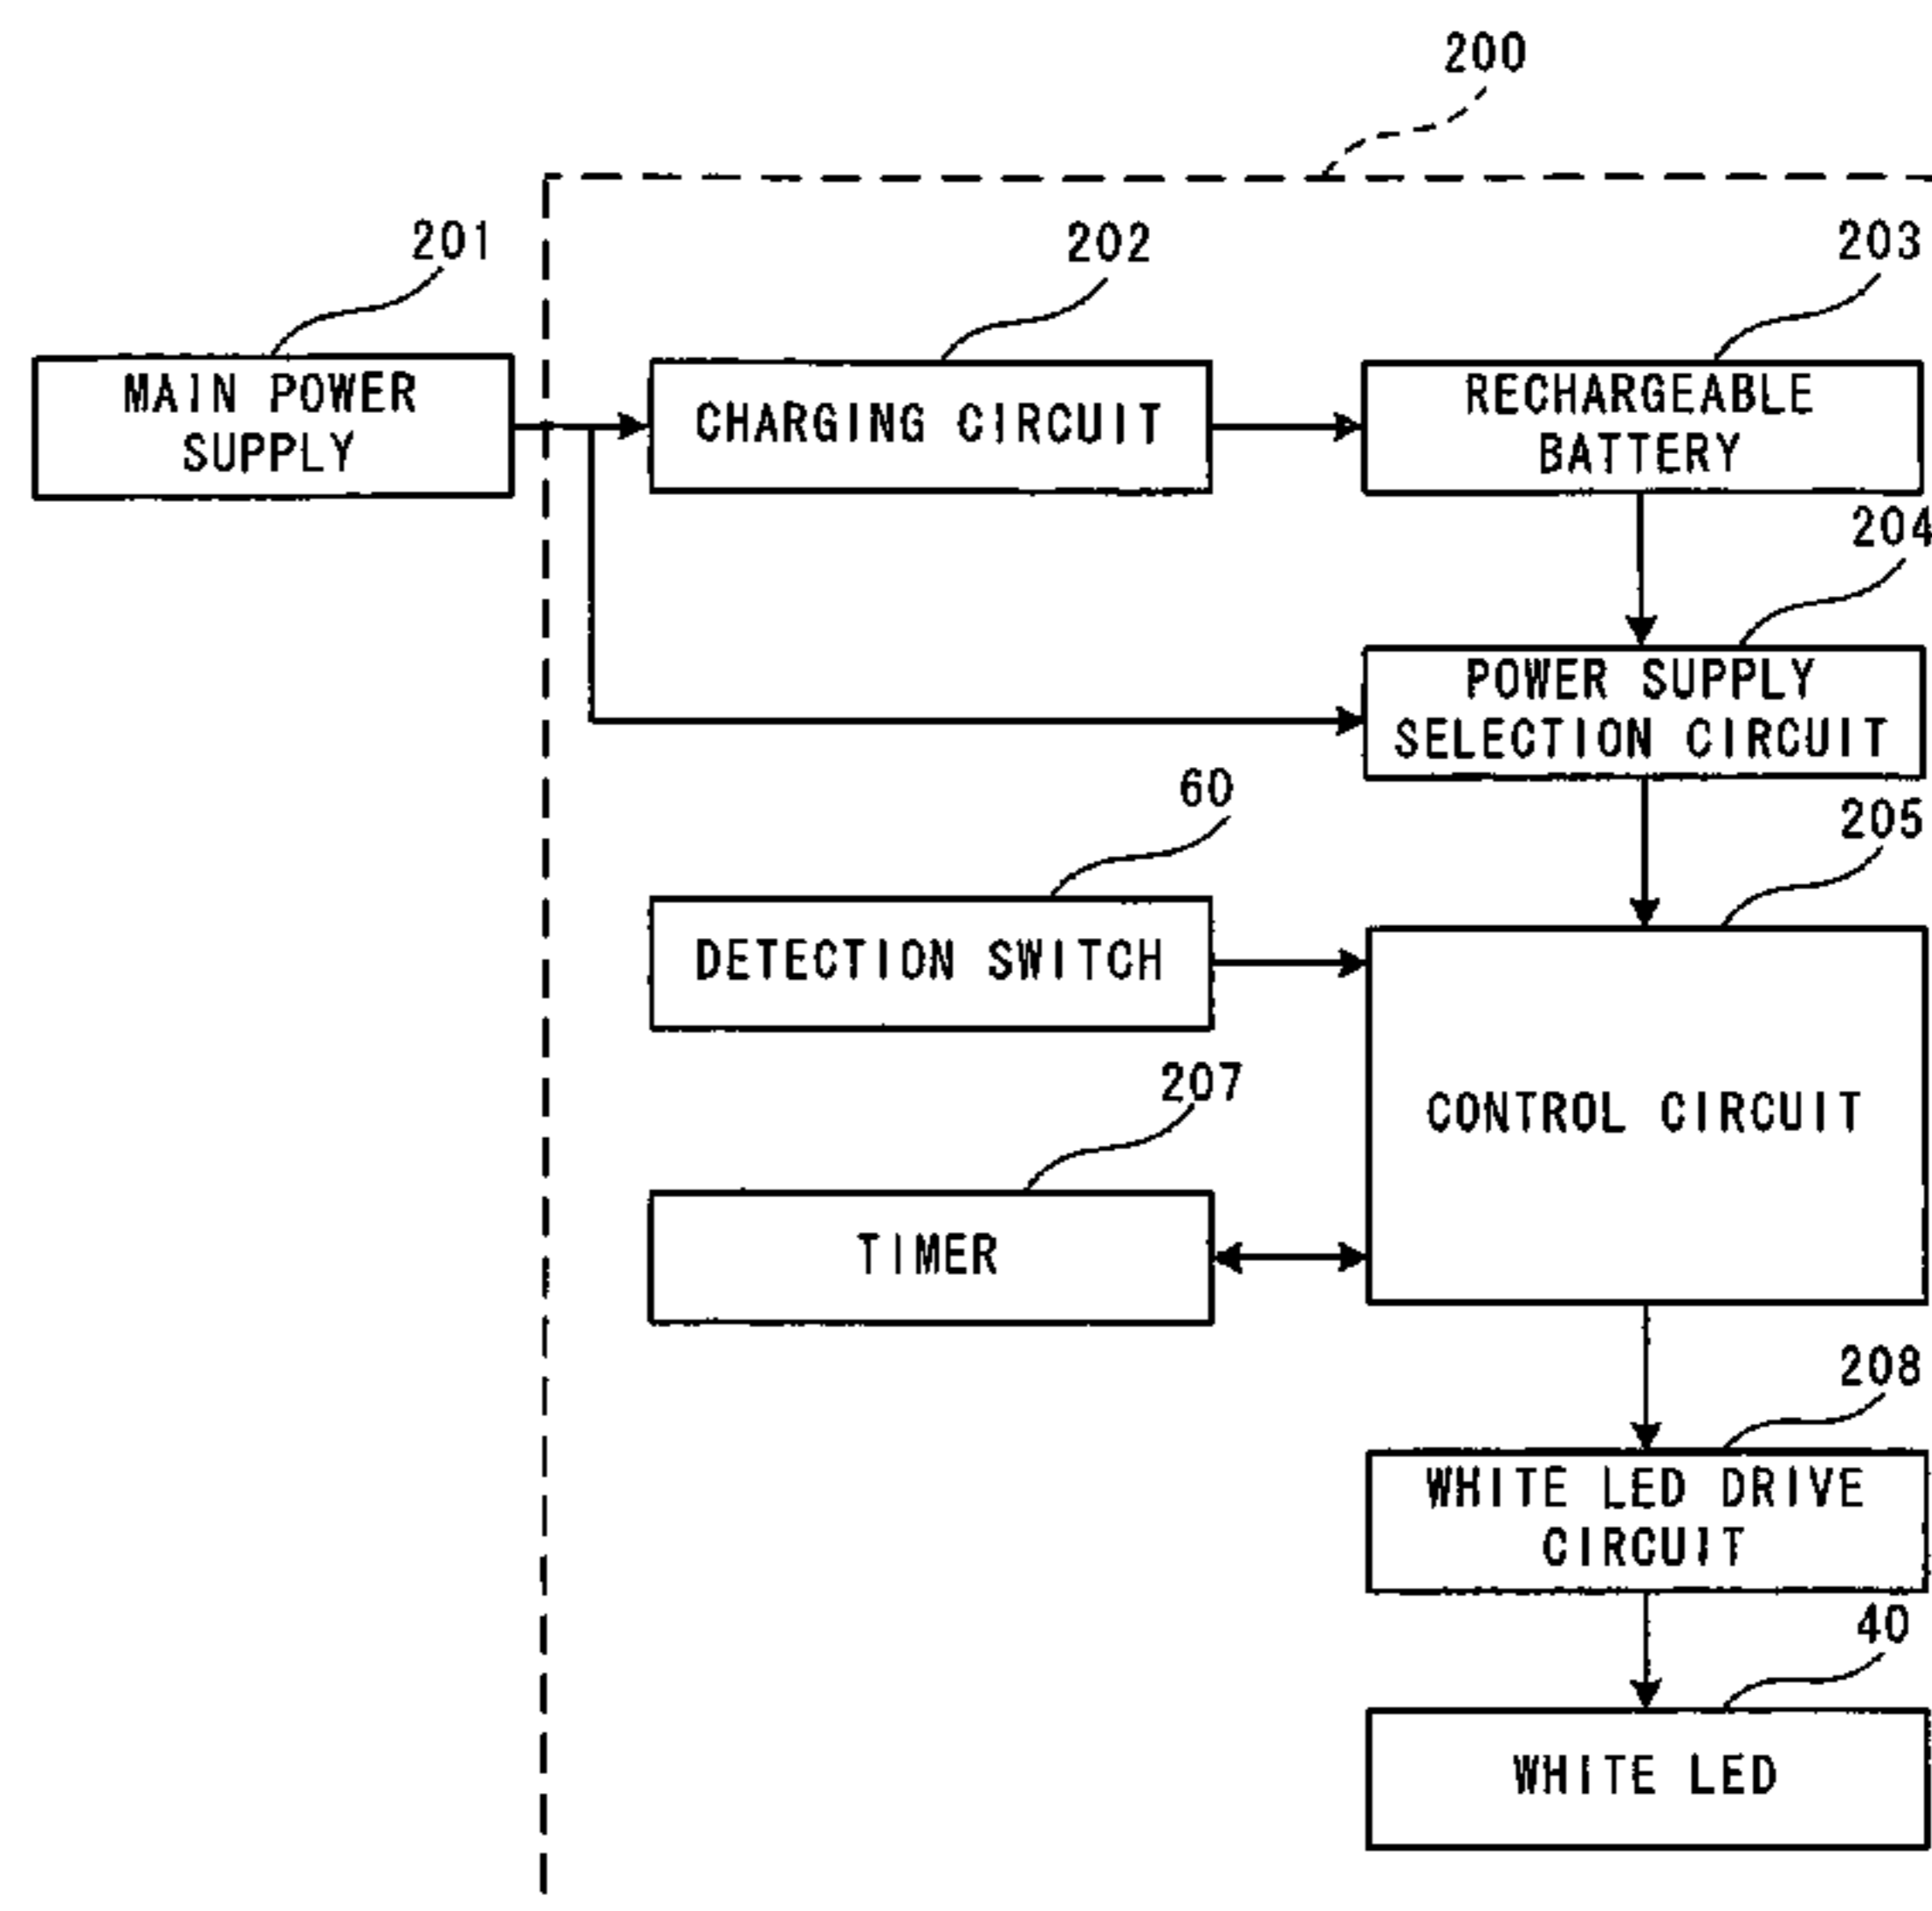 200
201
202
203
MAIN POWER
SUPPLY
CHARGING CIRCUIT
RECHARGEABLE
BATTERY
204
POWER SUPPLY
SELECTION CIRCUIT
60
205
DETECTION SWITCH
207
CONTROL CIRCUIT
TIMER
208
WHITE LED DRIVE
CIRCUIT
40
WHITE LED